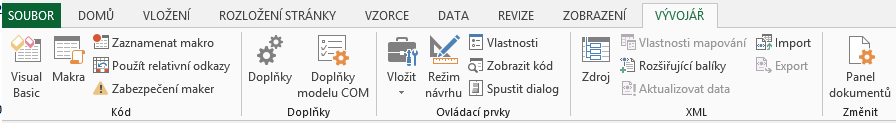 SOUBOR DOMŮ VLOŽENÍ ROZLOŽENÍ STRÁNKY VZORCE DATA REVIZE ZOBRAZENÍ VÝVOJÁŘ
Visual Basic
Makra
Zaznamenat makro
Použít relativní odkazy
Zabezpečení maker
Kód
Doplňky
Doplňky modelu COM
Doplňky
Vložit
Režim návrhu
Vlastnosti
Zobrazit kód
Spustit dialog
Ovládací prvky
Zdroj
Vlastnosti mapování
Rozšiřující balíky
Aktualizovat data
Import
Export
XML
Panel dokumentů
Změnit